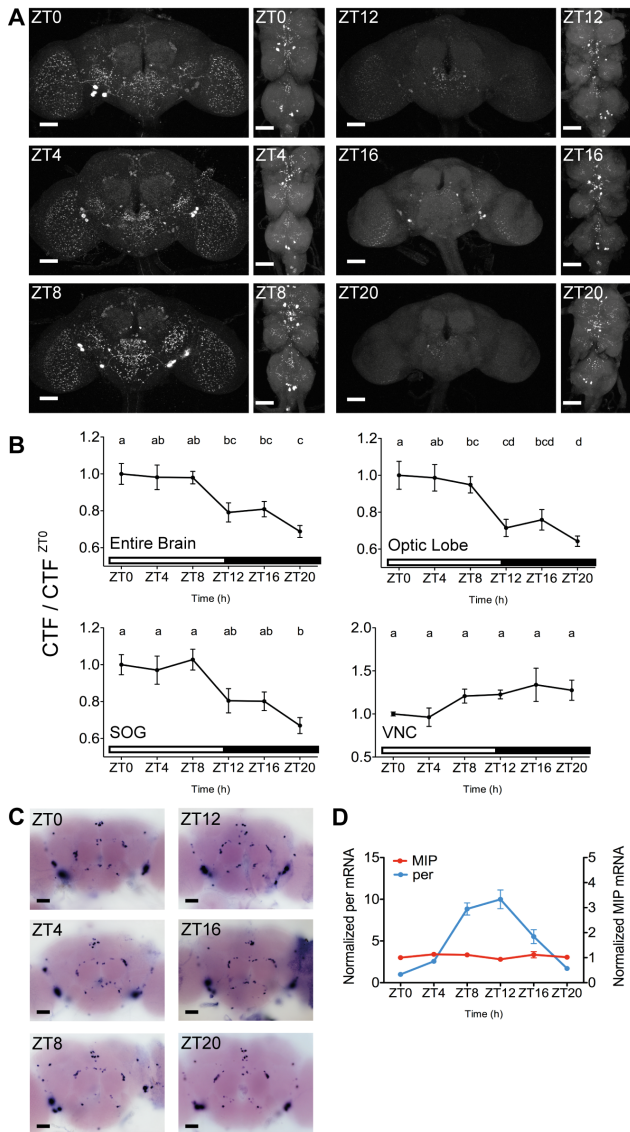 A
ZT0 ZT0 ZT12 ZT12
ZT4 ZT4 ZT16 ZT16
ZT8 ZT8 ZT20 ZT20
B
CTF / CTF ZT0
a ab ab bc bc c
1.2
1.0
0.8
0.6
Entire Brain
ZT0 ZT4 ZT8 ZT12 ZT16 ZT20
Time (h)
a ab bc cd bcd d
1.2
1.0
0.8
0.6
Optic Lobe
ZT0 ZT4 ZT8 ZT12 ZT16 ZT20
Time (h)
a a a ab ab b
1.2
1.0
0.8
0.6
SOG
ZT0 ZT4 ZT8 ZT12 ZT16 ZT20
Time (h)
a a a a a a
2.0
1.5
1.0
0.5
VNC
ZT0 ZT4 ZT8 ZT12 ZT16 ZT20
Time (h)
C
ZT0 ZT12
ZT4 ZT16
ZT8 ZT20
D
MIP
per
Normalized per mRNA
15
10
5
0
Normalized MIP mRNA
5
4
3
2
1
0
ZT0 ZT4 ZT8 ZT12 ZT16 ZT20
Time (h)